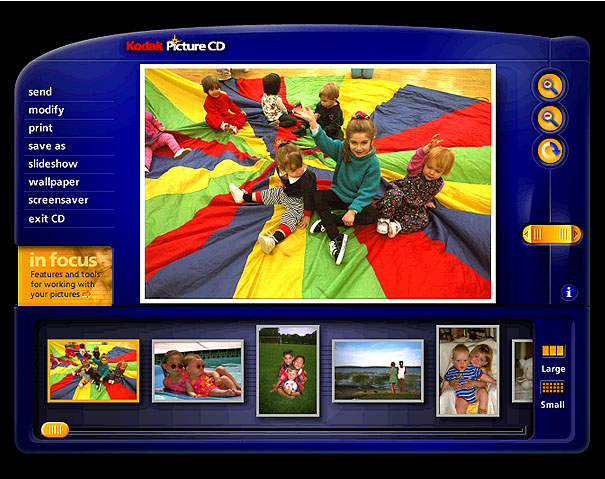 Kodak Picture CD
send
modify
print
save as
slideshow
wallpaper
screensaver
exit CD
in focus
Features and tools
for working with
your pictures
i
Large
Small